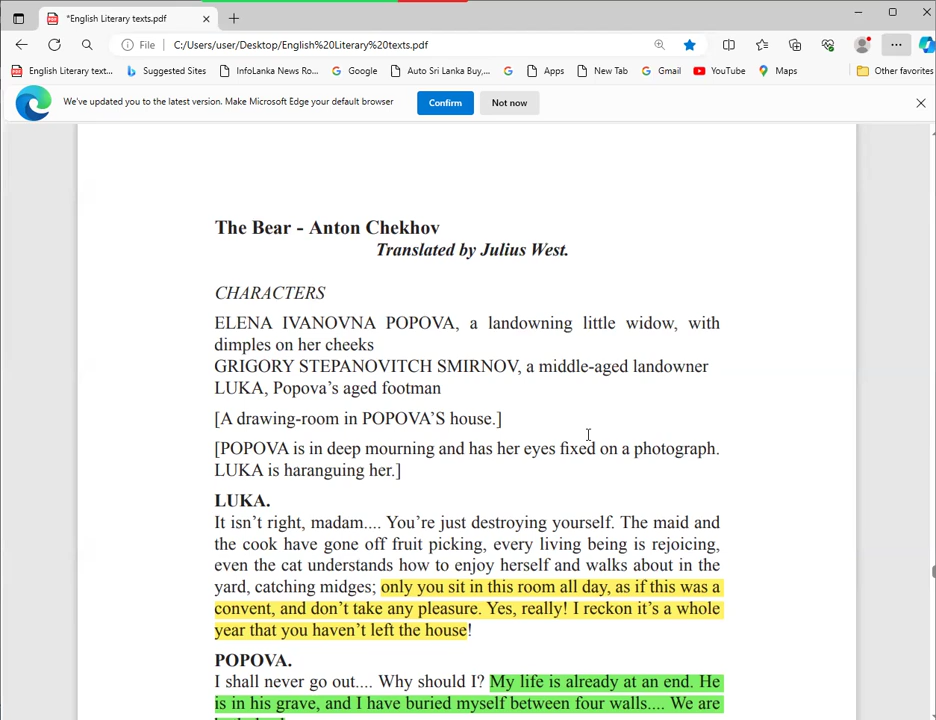 *English Literary texts.pdf
File
C:/Users/user/Desktop/English%20Literary%20texts.pdf
English Literary text...
Suggested Sites
InfoLanka News Ro...
Google
Auto Sri Lanka Buy,...
Apps
New Tab
Gmail
YouTube
Maps
Other favorites
We've updated you to the latest version. Make Microsoft Edge your default browser
Confirm
Not now
The Bear - Anton Chekhov
Translated by Julius West.
CHARACTERS
ELENA IVANOVNA POPOVA, a landowning little widow, with
dimples on her cheeks
GRIGORY STEPANOVITCH SMIRNOV, a middle-aged landowner
LUKA, Popova's aged footman
[A drawing-room in POPOVA'S house.]
[POPOVA is in deep mourning and has her eyes fixed on a photograph.
LUKA is haranguing her.]
LUKA.
It isn't right, madam.... You're just destroying yourself. The maid and
the cook have gone off fruit picking, every living being is rejoicing,
even the cat understands how to enjoy herself and walks about in the
yard, catching midges; only you sit in this room all day, as if this was a
convent, and don't take any pleasure. Yes, really! I reckon it's a whole
year that you haven't left the house!
POPOVA.
I shall never go out.... Why should I? My life is already at an end. He
is in his grave, and I have buried myself between four walls.... We are